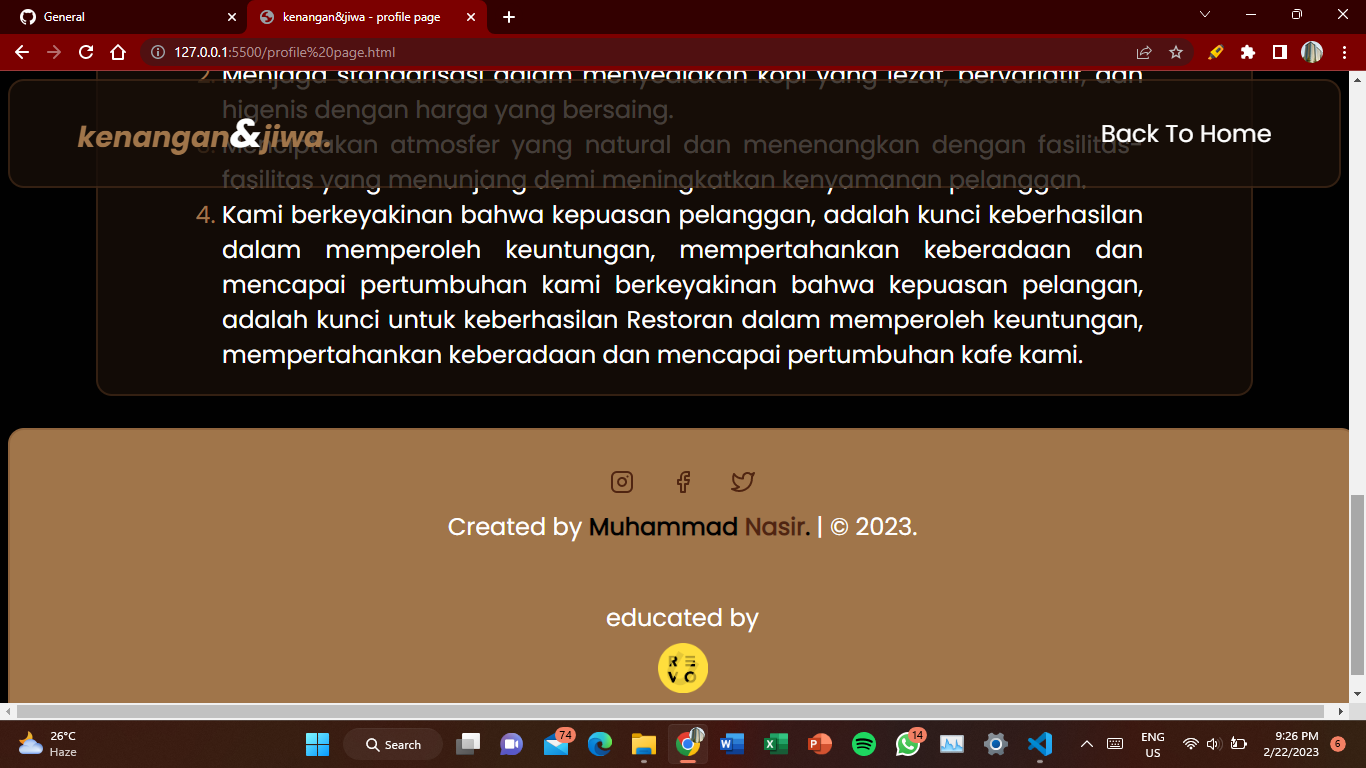 General
kenangan&jiwa - profile page
127.0.0.1:5500/profile%20page.html
2. Menjaga standarisasi dalam menyediakan kopi yang lezat, bervariatif, dan
higenis dengan harga yang bersaing.
kenangan&jiwa.
Back To Home
3. Menciptakan atmosfer yang natural dan menenangkan dengan fasilitas-
fasilitas yang menunjang demi meningkatkan kenyamanan pelanggan.
4. Kami berkeyakinan bahwa kepuasan pelanggan, adalah kunci keberhasilan
dalam memperoleh keuntungan, mempertahankan keberadaan dan
mencapai pertumbuhan kami berkeyakinan bahwa kepuasan pelangan,
adalah kunci untuk keberhasilan Restoran dalam memperoleh keuntungan,
mempertahankan keberadaan dan mencapai pertumbuhan kafe kami.
Created by Muhammad Nasir. | © 2023.
educated by
RE
VO
26°C
Haze
Search
74
14
ENG
US
9:26 PM
2/22/2023
6